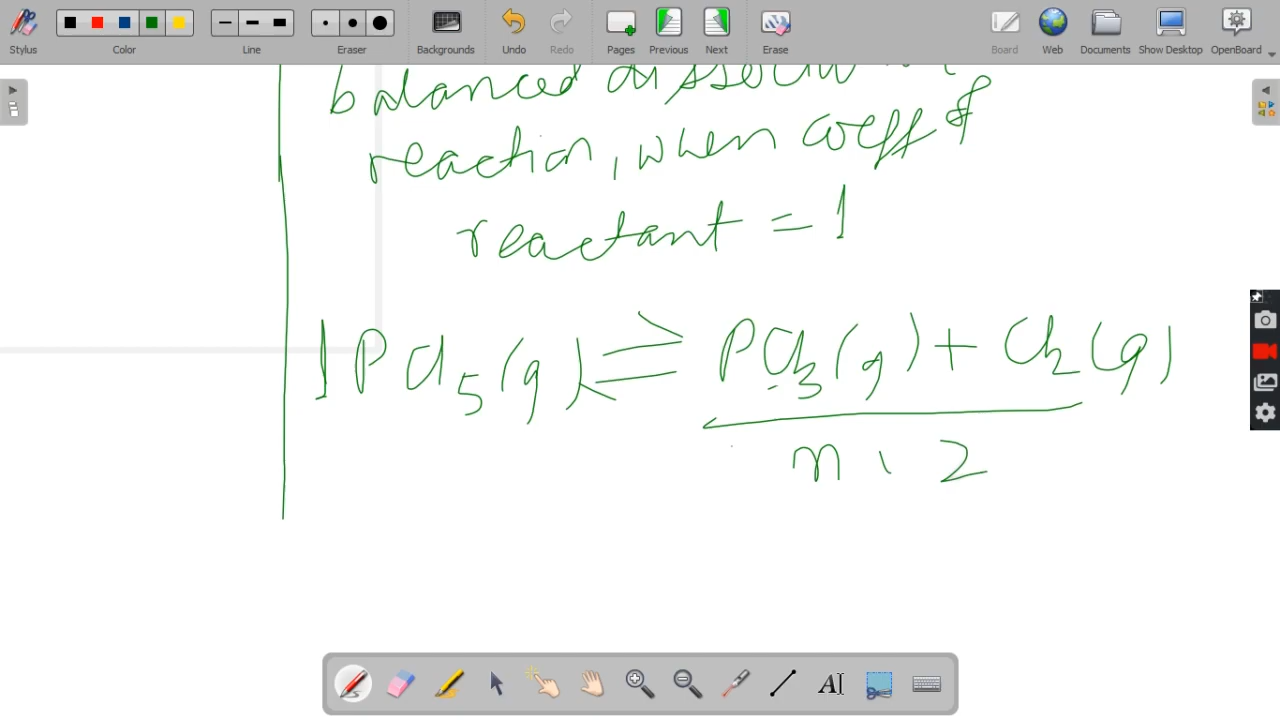 Stylus Color Line Eraser Backgrounds Undo Redo Pages Previous Next Erase Board Web Documents Show Desktop OpenBoard
balanced
reaction, when coeff of
reactant = 1
1 PCl5(g) ⇌ PCl3(g) + Cl2(g)
n 2
AI